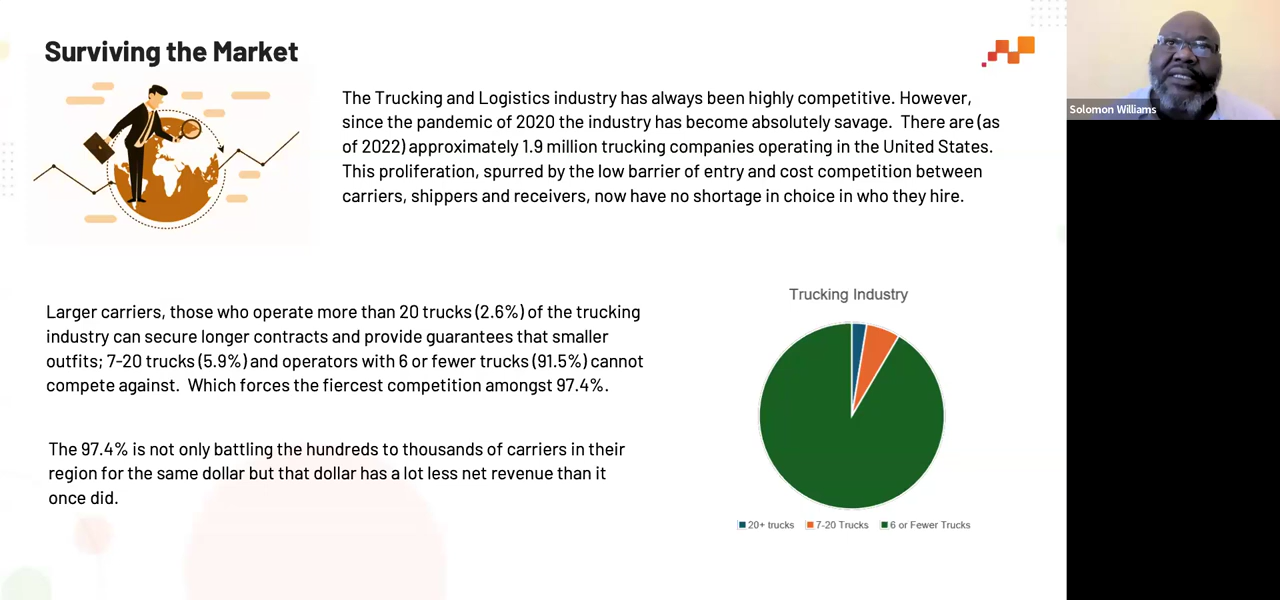 Surviving the Market
The Trucking and Logistics industry has always been highly competitive. However,
since the pandemic of 2020 the industry has become absolutely savage.  There are (as
of 2022) approximately 1.9 million trucking companies operating in the United States.
This proliferation, spurred by the low barrier of entry and cost competition between
carriers, shippers and receivers, now have no shortage in choice in who they hire.
Solomon Williams
Larger carriers, those who operate more than 20 trucks (2.6%) of the trucking
industry can secure longer contracts and provide guarantees that smaller
outfits; 7-20 trucks (5.9%) and operators with 6 or fewer trucks (91.5%) cannot
compete against.  Which forces the fiercest competition amongst 97.4%.
The 97.4% is not only battling the hundreds to thousands of carriers in their
region for the same dollar but that dollar has a lot less net revenue than it
once did.
Trucking Industry
20+ trucks 7-20 Trucks 6 or Fewer Trucks